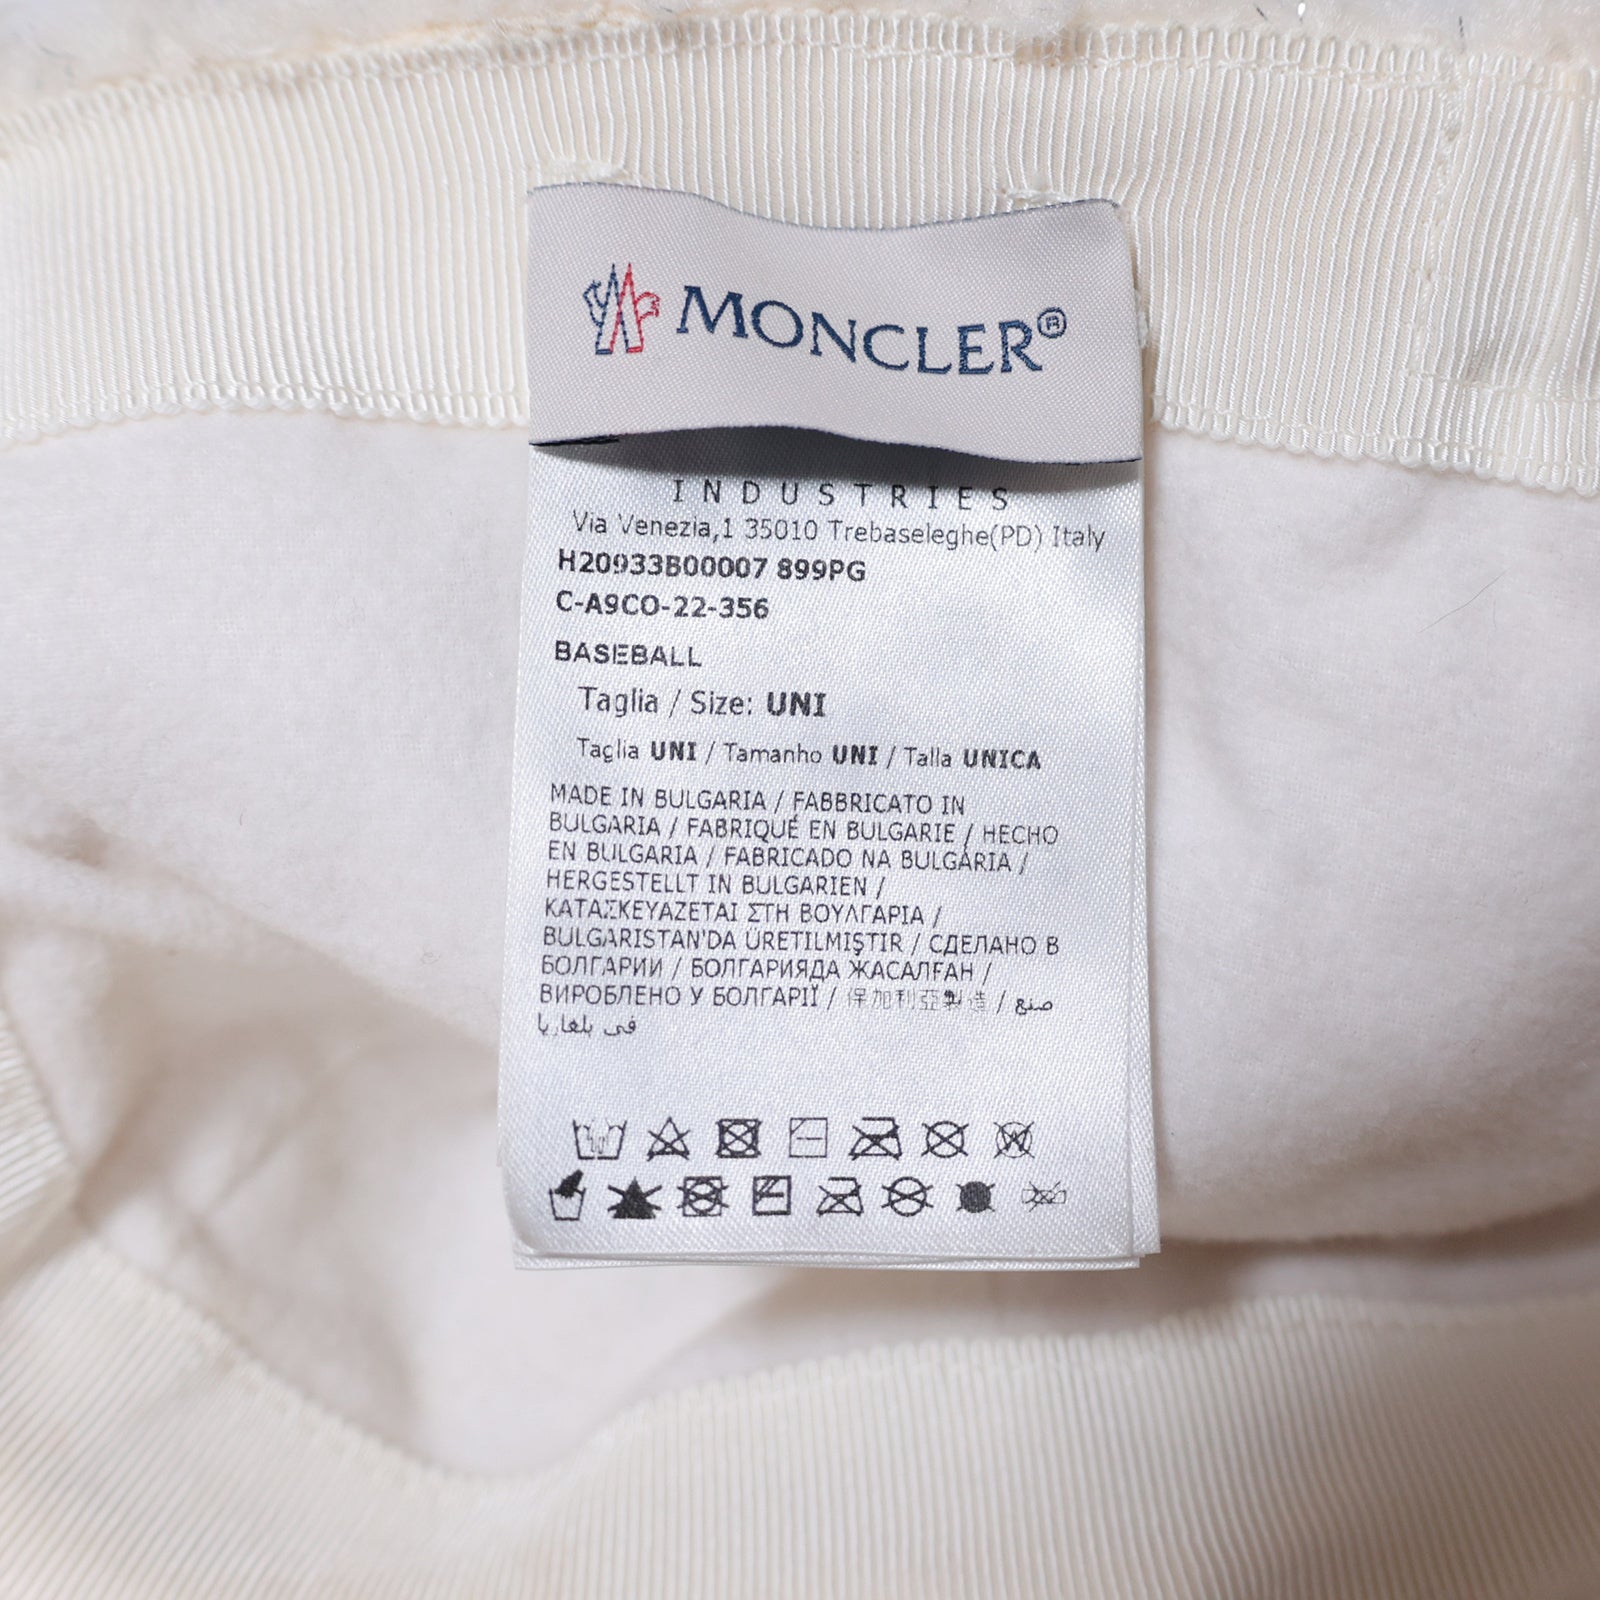 MONCLER®
INDUSTRIES
Via Venezia,1 35010 Trebaseleghe(PD) Italy
H20933B00007 899PG
C-A9CO-22-356
BASEBALL
Taglia / Size: UNI
Taglia UNI / Tamanho UNI / Talla UNICA
MADE IN BULGARIA / FABBRICATO IN
BULGARIA / FABRIQUÉ EN BULGARIE / HECHO
EN BULGARIA / FABRICADO NA BULGÁRIA /
HERGESTELLT IN BULGARIEN /
ΚΑΤΑΣΚΕΥΑΖΕΤΑΙ ΣΤΗ ΒΟΥΛΓΑΡΙΑ /
BULGARISTAN'DA ÜRETILMIŞTIR / СДЕЛАНО В
БОЛГАРИИ / БОЛГАРИЯДА ЖАСАЛҒАН /
ВИРОБЛЕНО У БОЛГАРІЇ / 保加利亞製造 / صنع
في بلغاريا